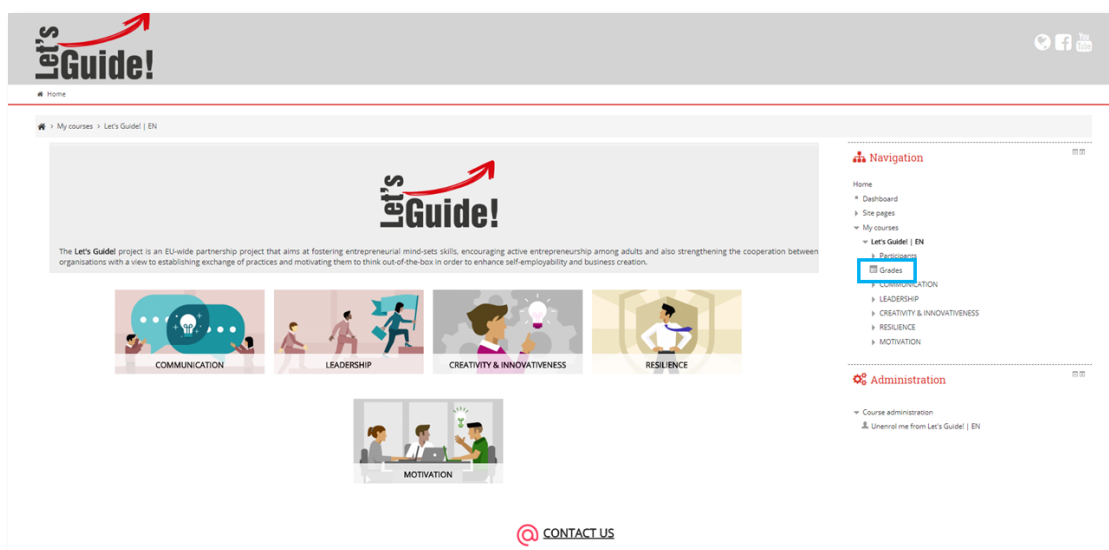 Let's
Guide!
You
Tube
Home
> My courses > Let's Guide! | EN
Let's
Guide!
The Let's Guide! project is an EU-wide partnership project that aims at fostering entrepreneurial mind-sets skills, encouraging active entrepreneurship among adults and also strengthening the cooperation between
organisations with a view to establishing exchange of practices and motivating them to think out-of-the-box in order to enhance self-employability and business creation.
COMMUNICATION
LEADERSHIP
CREATIVITY & INNOVATIVENESS
RESILIENCE
MOTIVATION
@ CONTACT US
Navigation
Home
Dashboard
Site pages
My courses
Let's Guide! | EN
Participants
Grades
COMMUNICATION
LEADERSHIP
CREATIVITY & INNOVATIVENESS
RESILIENCE
MOTIVATION
Administration
Course administration
Unenrol me from Let's Guide! | EN